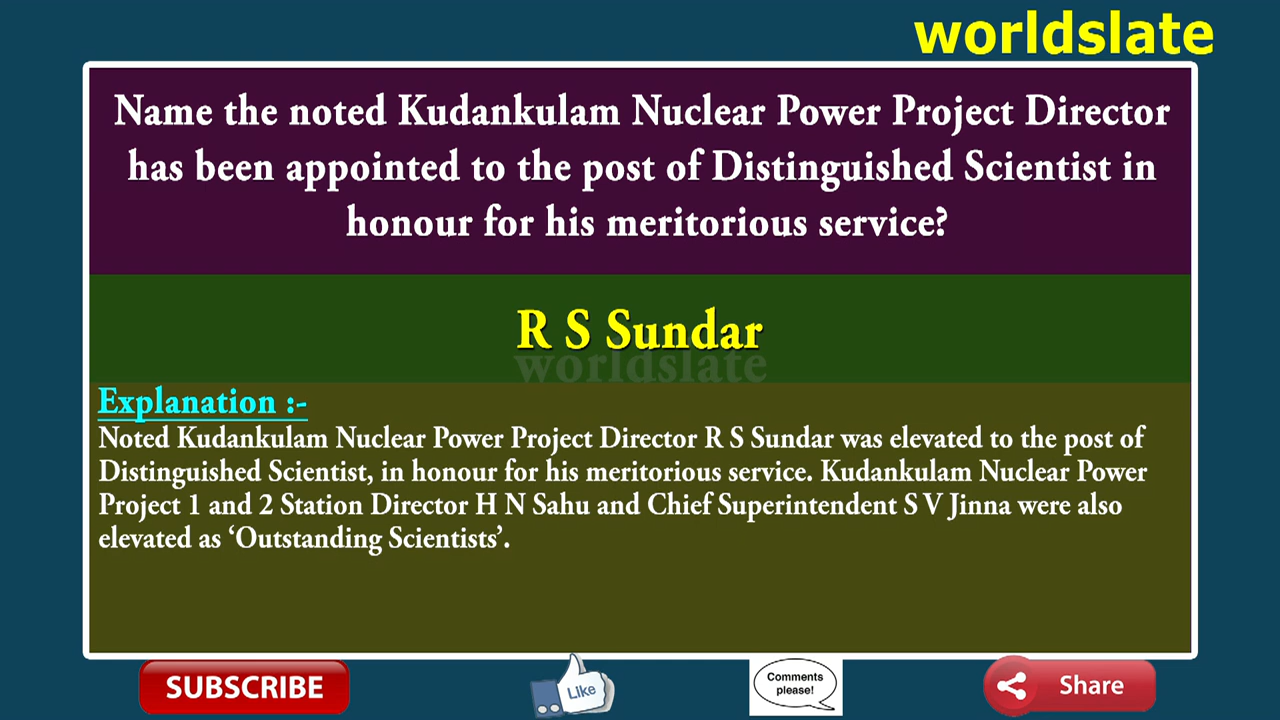 worldslate
Name the noted Kudankulam Nuclear Power Project Director
has been appointed to the post of Distinguished Scientist in
honour for his meritorious service?
R S Sundar
worldslate
Explanation :-
Noted Kudankulam Nuclear Power Project Director R S Sundar was elevated to the post of
Distinguished Scientist, in honour for his meritorious service. Kudankulam Nuclear Power
Project 1 and 2 Station Director H N Sahu and Chief Superintendent S V Jinna were also
elevated as ‘Outstanding Scientists’.
SUBSCRIBE
Like
Comments
please!
Share